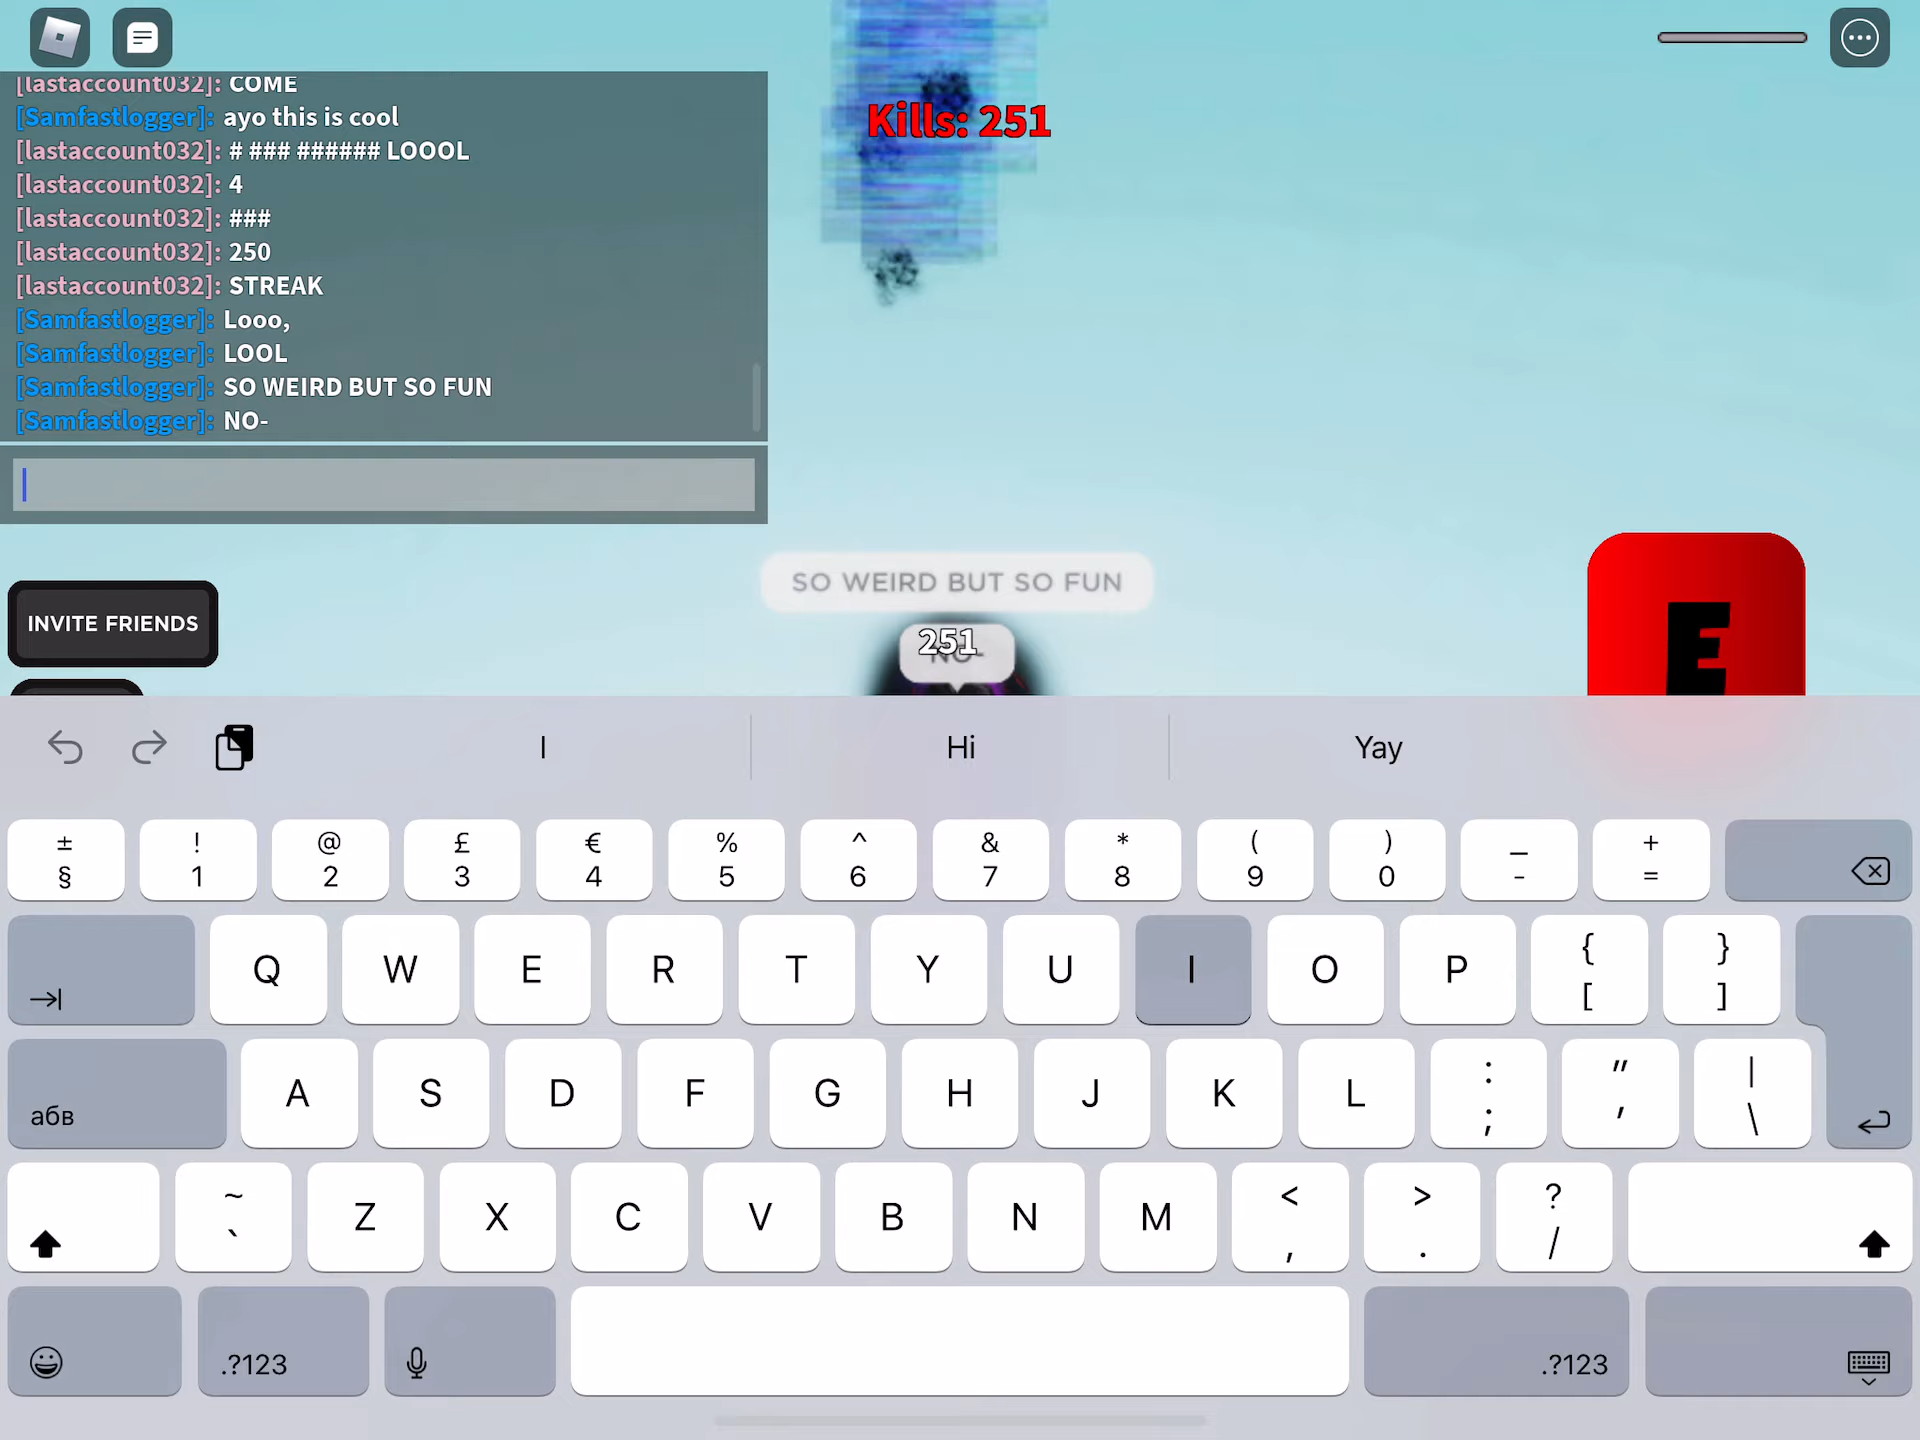 [lastaccount032]: COME
[Samfastlogger]: ayo this is cool
[lastaccount032]: # ### ###### LOOOL
[lastaccount032]: 4
[lastaccount032]: ###
[lastaccount032]: 250
[lastaccount032]: STREAK
[Samfastlogger]: Looo,
[Samfastlogger]: LOOL
[Samfastlogger]: SO WEIRD BUT SO FUN
[Samfastlogger]: NO-
Kills: 251
SO WEIRD BUT SO FUN
251
NO-
INVITE FRIENDS
E
I Hi Yay
± ! @ £ € % ^ & * ( ) _ +
§ 1 2 3 4 5 6 7 8 9 0 - =
Q W E R T Y U I O P { }
[ ]
A S D F G H J K L : " |
абв ; ' \
~ Z X C V B N M < > ?
` , . /
.?123 .?123